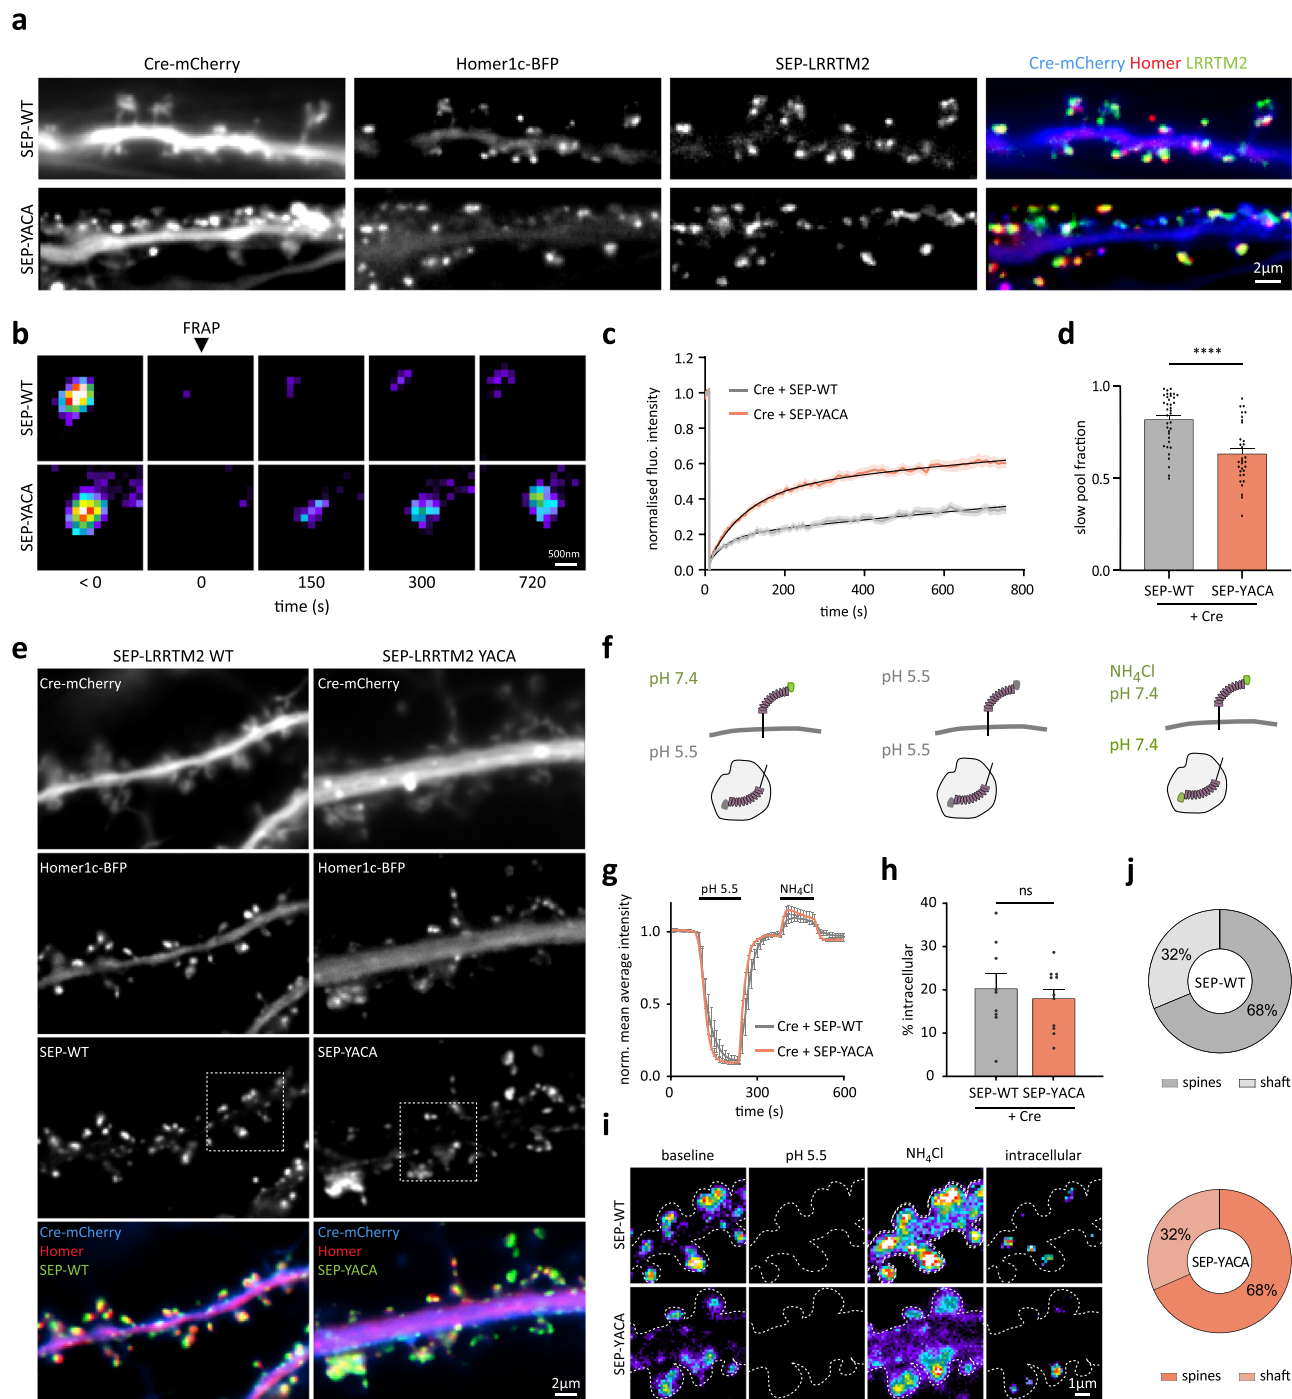 a
Cre-mCherry Homer1c-BFP SEP-LRRTM2 Cre-mCherry Homer LRRTM2
SEP-WT
SEP-YACA
2µm
b
FRAP
SEP-WT
SEP-YACA
500nm
< 0 0 150 300 720
time (s)
c
normalised fluo. intensity
1.2
1.0
0.8
0.6
0.4
0.2
0.0
Cre + SEP-WT
Cre + SEP-YACA
0 200 400 600 800
time (s)
d
****
slow pool fraction
1.0
0.5
0.0
SEP-WT SEP-YACA
+ Cre
e
SEP-LRRTM2 WT SEP-LRRTM2 YACA
Cre-mCherry Cre-mCherry
Homer1c-BFP Homer1c-BFP
SEP-WT SEP-YACA
Cre-mCherry Cre-mCherry
Homer Homer
SEP-WT SEP-YACA
2µm
f
pH 7.4 pH 5.5 NH4Cl
pH 7.4
pH 5.5 pH 5.5 pH 7.4
g
pH 5.5 NH4Cl
norm. mean average intensity
1.0
0.5
0.0
Cre + SEP-WT
Cre + SEP-YACA
0 300 600
time (s)
h
ns
% intracellular
40
30
20
10
0
SEP-WT SEP-YACA
+ Cre
i
baseline pH 5.5 NH4Cl intracellular
SEP-WT
SEP-YACA
1µm
j
32%
SEP-WT
68%
spines shaft
32%
SEP-YACA
68%
spines shaft